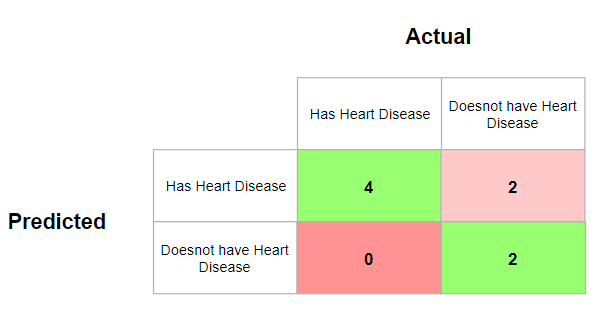 Actual
Has Heart Disease
Doesnot have Heart
Disease
Has Heart Disease
4
2
Predicted
Doesnot have Heart
Disease
0
2